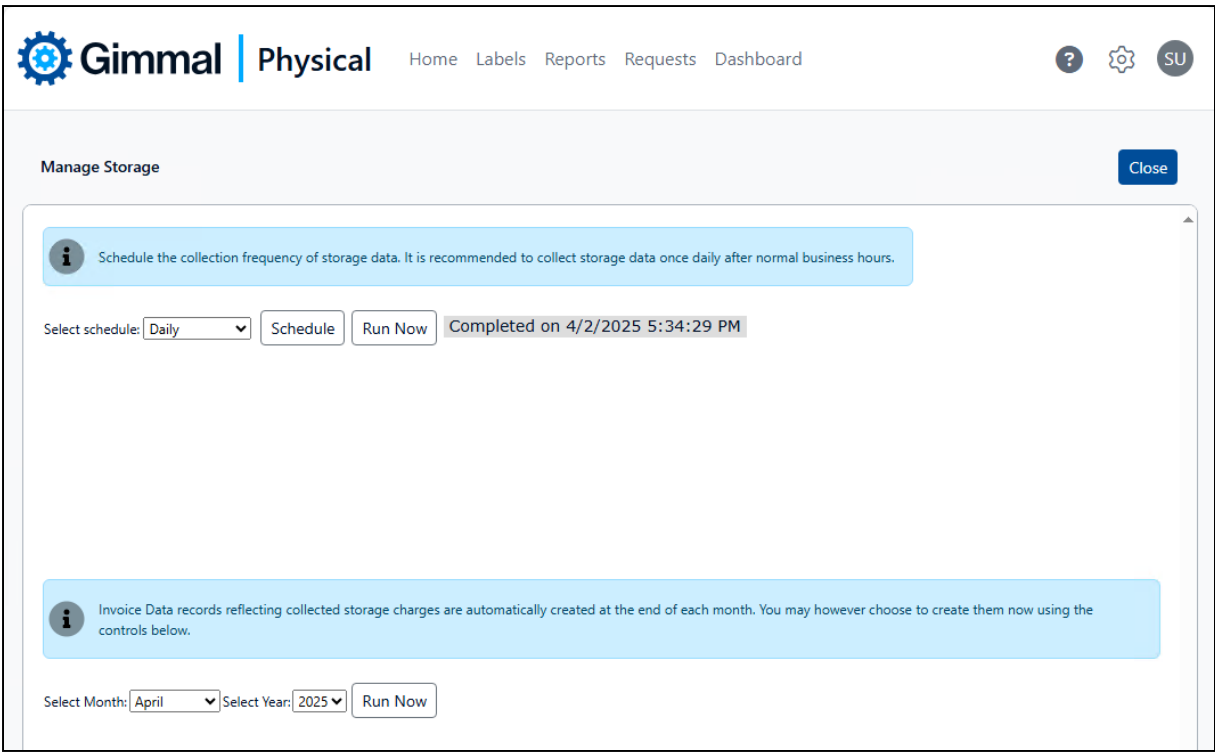 Gimmal | Physical Home Labels Reports Requests Dashboard ? SU
Manage Storage Close
Schedule the collection frequency of storage data. It is recommended to collect storage data once daily after normal business hours.
Select schedule: Daily Schedule Run Now Completed on 4/2/2025 5:34:29 PM
Invoice Data records reflecting collected storage charges are automatically created at the end of each month. You may however choose to create them now using the
controls below.
Select Month: April Select Year: 2025 Run Now